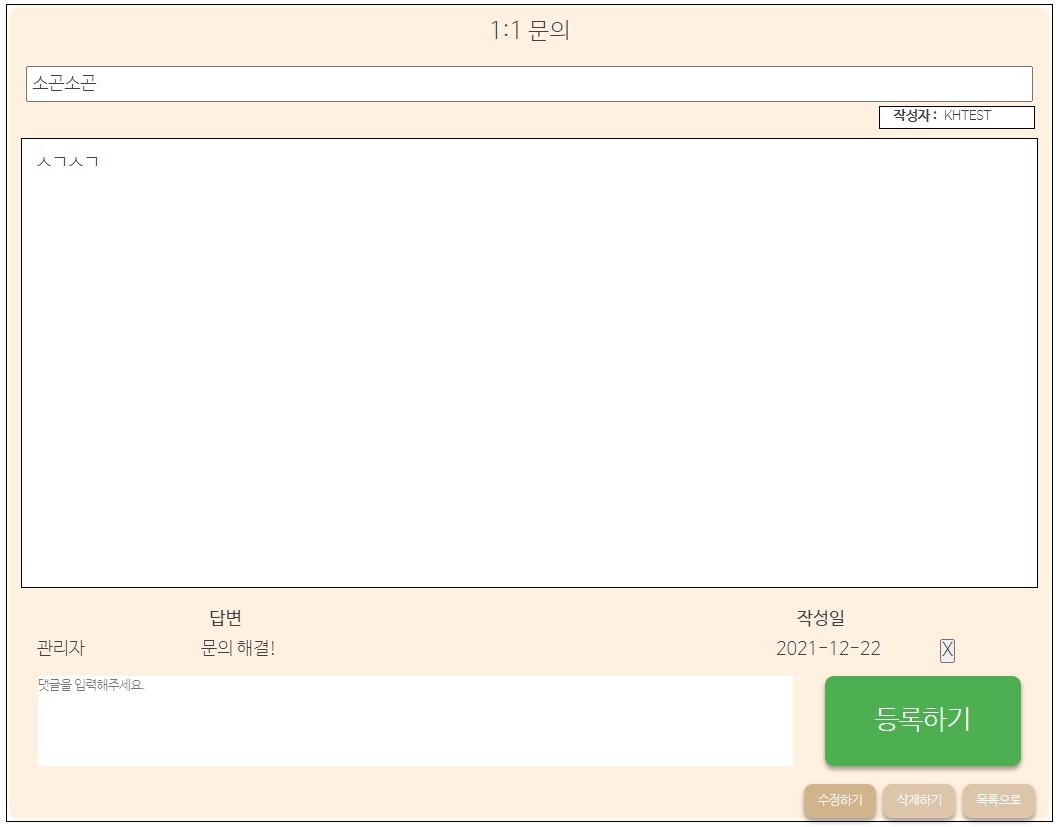 1:1 문의
소곤소곤
작성자 : KHTEST
ㅅㄱㅅㄱ
답변 작성일
관리자 문의 해결! 2021-12-22 X
댓글을 입력해주세요.
등록하기
수정하기 삭제하기 목록으로